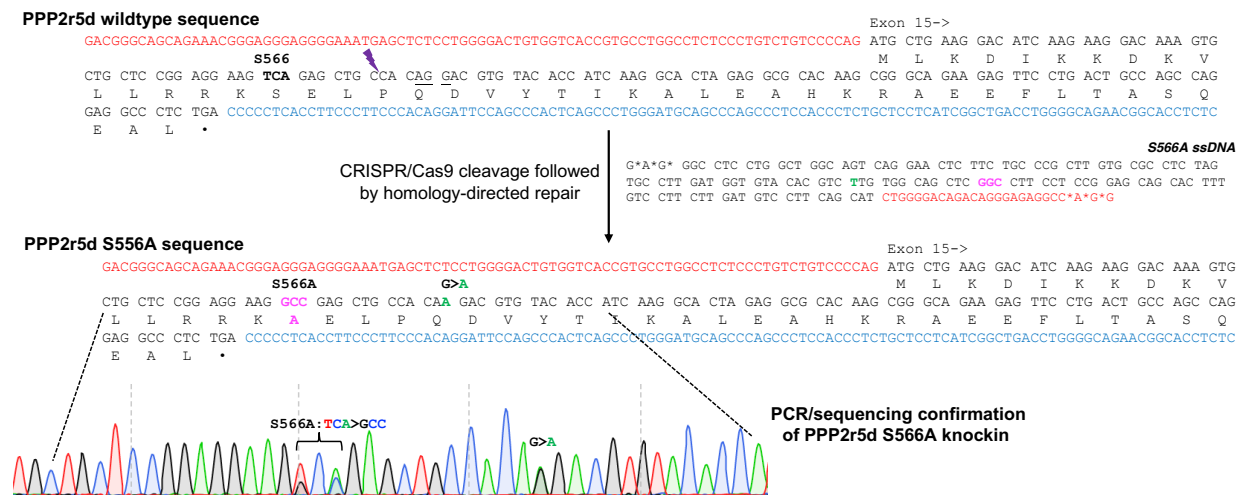 PPP2r5d wildtype sequence
Exon 15->
GACGGGCAGCAGAAACGGGAGGGAGGGGAAATGAGCTCTCCTGGGGACTGTGGTCACCGTGCCTGGCCTCTCCCTGTCTGTCCCCAG ATG CTG AAG GAC ATC AAG AAG GAC AAA GTG
M L K D I K K D K V
S566
CTG CTC CGG AGG AAG TCA GAG CTG CCA CAG GAC GTG TAC ACC ATC AAG GCA CTA GAG GCG CAC AAG CGG GCA GAA GAG TTC CTG ACT GCC AGC CAG
L L R R K S E L P Q D V Y T I K A L E A H K R A E E F L T A S Q
GAG GCC CTC TGA CCCCCTCACCTTCCCTTCCCACAGGATTCCAGCCCACTCAGCCCTGGGATGCAGCCCAGCCCTCCACCCTCTGCTCCTCATCGGCTGACCTGGGGCAGAACGGCACCTCTC
E A L •
CRISPR/Cas9 cleavage followed
by homology-directed repair
S566A ssDNA
G*A*G* GGC CTC CTG GCT GGC AGT CAG GAA CTC TTC TGC CCG CTT GTG CGC CTC TAG
TGC CTT GAT GGT GTA CAC GTC TTG TGG CAG CTC GGC CTT CCT CCG GAG CAG CAC TTT
GTC CTT CTT GAT GTC CTT CAG CAT CTGGGGACAGACAGGGAGAGGCC*A*G*G
PPP2r5d S556A sequence
Exon 15->
GACGGGCAGCAGAAACGGGAGGGAGGGGAAATGAGCTCTCCTGGGGACTGTGGTCACCGTGCCTGGCCTCTCCCTGTCTGTCCCCAG ATG CTG AAG GAC ATC AAG AAG GAC AAA GTG
M L K D I K K D K V
S566A G>A
CTG CTC CGG AGG AAG GCC GAG CTG CCA CAA GAC GTG TAC ACC ATC AAG GCA CTA GAG GCG CAC AAG CGG GCA GAA GAG TTC CTG ACT GCC AGC CAG
L L R R K A E L P Q D V Y T I K A L E A H K R A E E F L T A S Q
GAG GCC CTC TGA CCCCCTCACCTTCCCTTCCCACAGGATTCCAGCCCACTCAGCCCTGGGATGCAGCCCAGCCCTCCACCCTCTGCTCCTCATCGGCTGACCTGGGGCAGAACGGCACCTCTC
E A L •
S566A:TCA>GCC
G>A
PCR/sequencing confirmation
of PPP2r5d S566A knockin